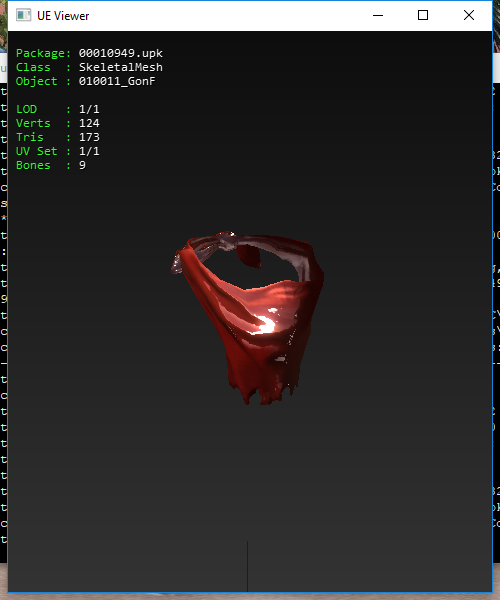 UE Viewer
Package: 00010949.upk
Class : SkeletalMesh
Object : 010011_GonF
LOD : 1/1
Verts : 124
Tris : 173
UV Set : 1/1
Bones : 9